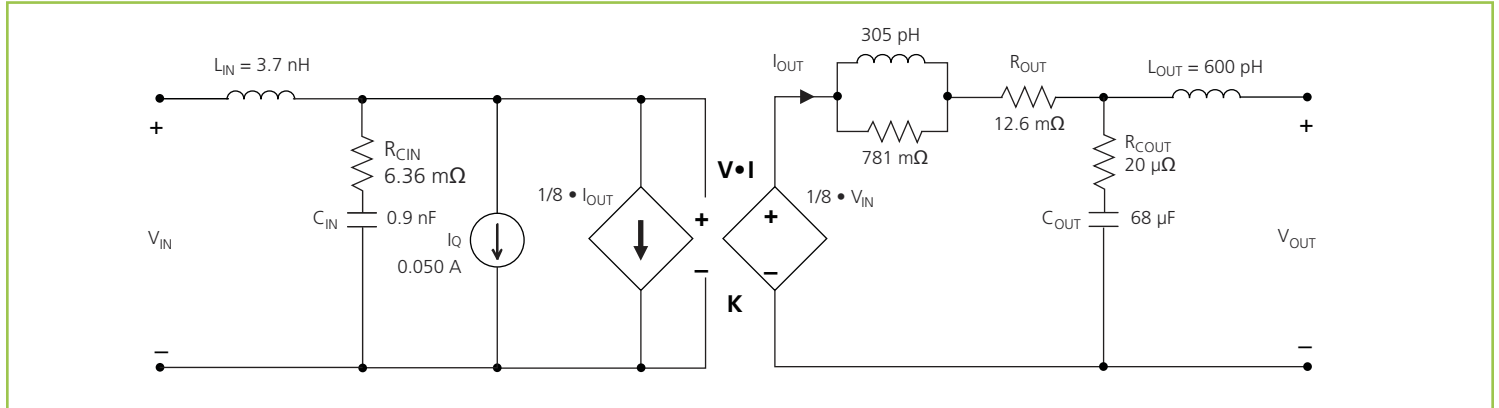 L_IN = 3.7 nH
+
–
V_IN
R_CIN
6.36 mΩ
C_IN
0.9 nF
I_Q
0.050 A
1/8 • I_OUT
V•I
+
–
K
+
–
1/8 • V_IN
I_OUT
305 pH
781 mΩ
R_OUT
12.6 mΩ
R_COUT
20 µΩ
C_OUT
68 µF
L_OUT = 600 pH
+
–
V_OUT